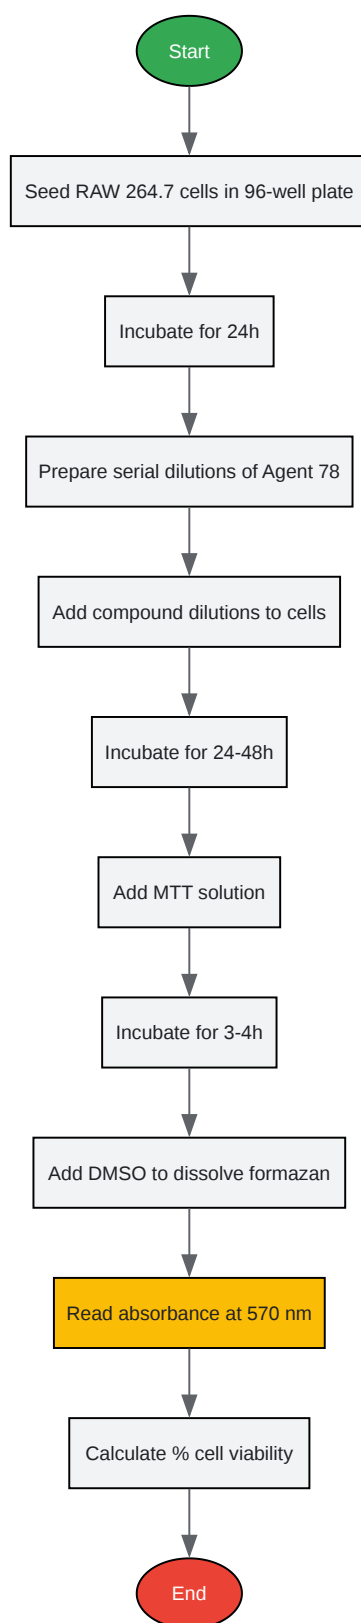 Start
Seed RAW 264.7 cells in 96-well plate
Incubate for 24h
Prepare serial dilutions of Agent 78
Add compound dilutions to cells
Incubate for 24-48h
Add MTT solution
Incubate for 3-4h
Add DMSO to dissolve formazan
Read absorbance at 570 nm
Calculate % cell viability
End